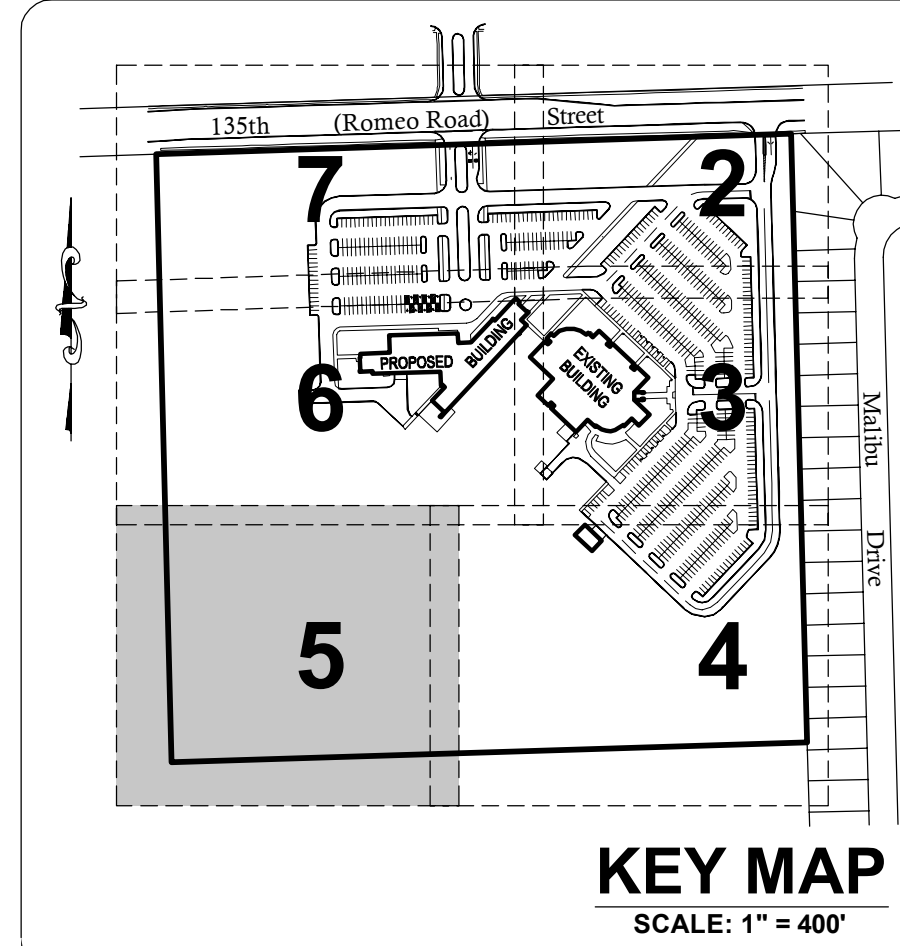 135th (Romeo Road) Street
7
2
PROPOSED BUILDING
EXISTING
BUILDING
6
3
Malibu Drive
5
4
KEY MAP
SCALE: 1" = 400'